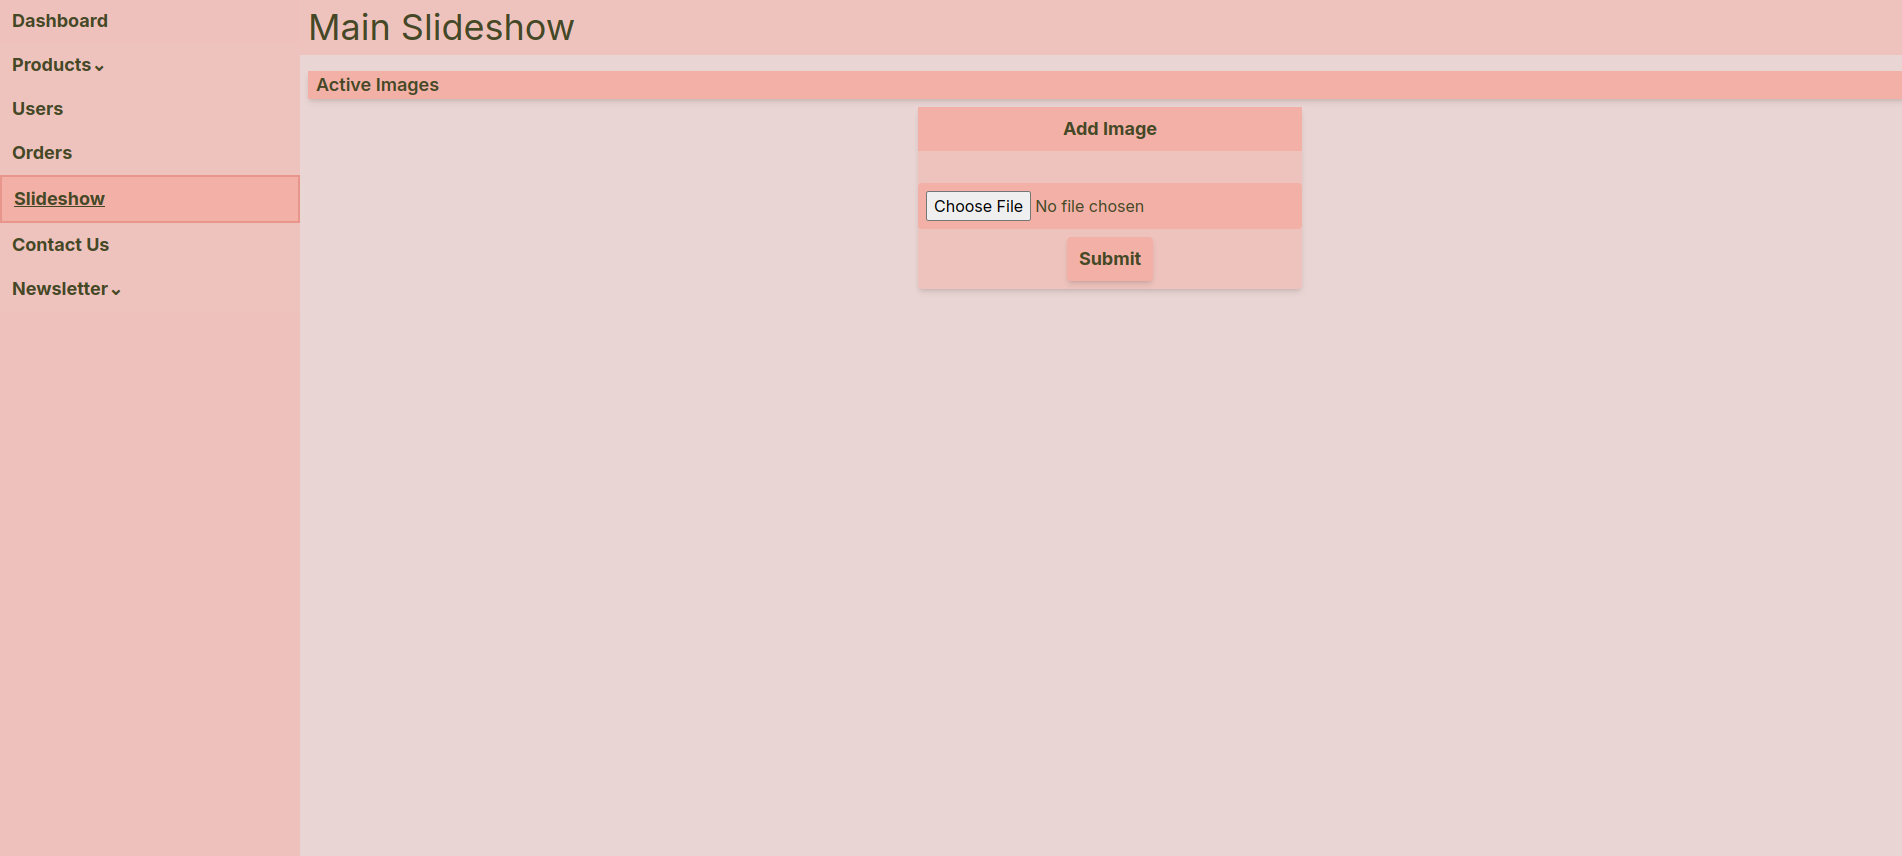 Dashboard
Products
Users
Orders
Slideshow
Contact Us
Newsletter
Main Slideshow
Active Images
Add Image
Choose File No file chosen
Submit